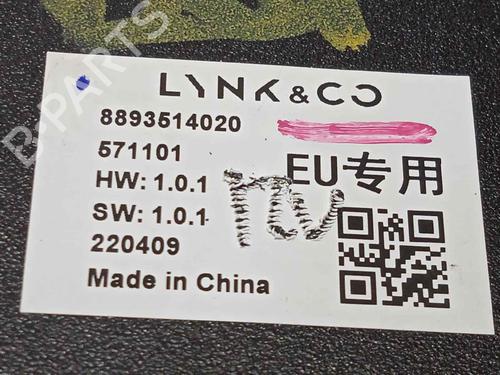 LYNK&CO
8893514020
571101
EU专用
HW: 1.0.1
SW: 1.0.1
220409
Made in China
B-PARTS